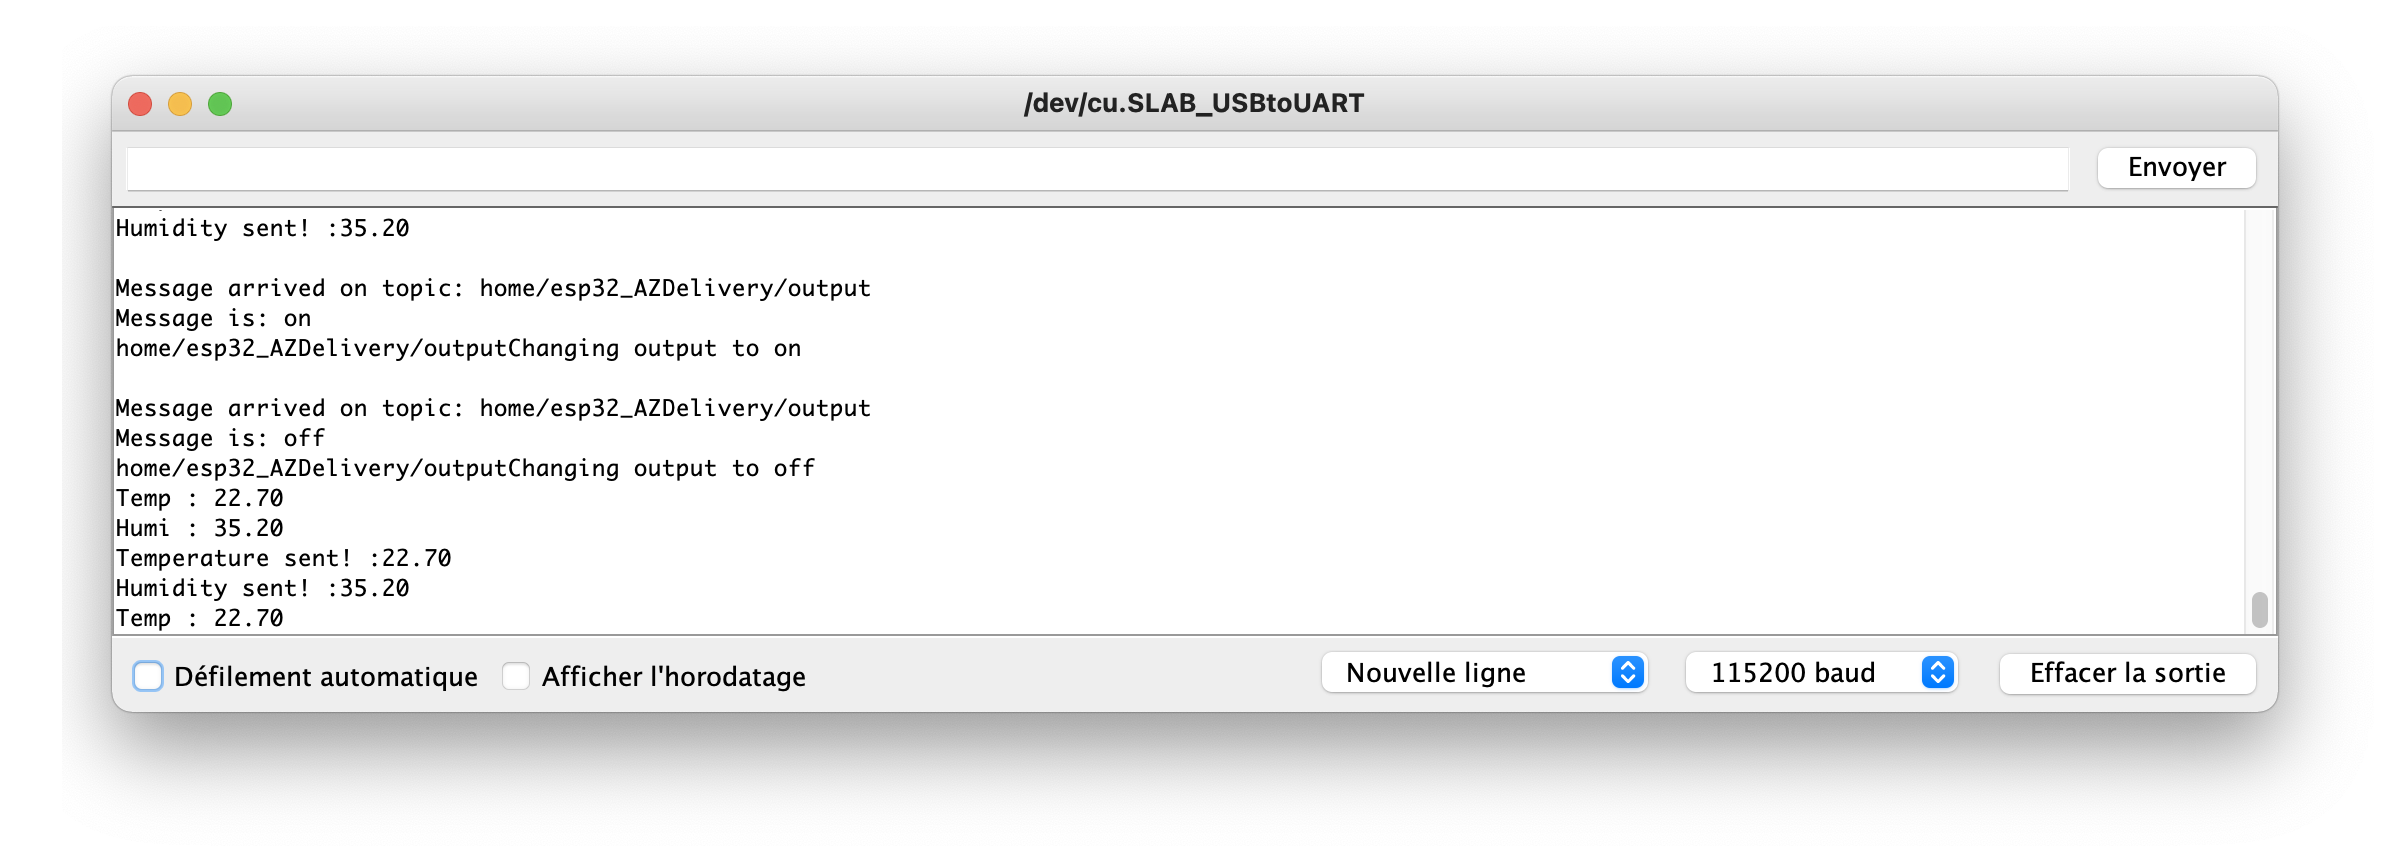 /dev/cu.SLAB_USBtoUART
Envoyer
Humidity sent! :35.20
Message arrived on topic: home/esp32_AZDelivery/output
Message is: on
home/esp32_AZDelivery/outputChanging output to on
Message arrived on topic: home/esp32_AZDelivery/output
Message is: off
home/esp32_AZDelivery/outputChanging output to off
Temp : 22.70
Humi : 35.20
Temperature sent! :22.70
Humidity sent! :35.20
Temp : 22.70
Défilement automatique Afficher l'horodatage Nouvelle ligne 115200 baud Effacer la sortie